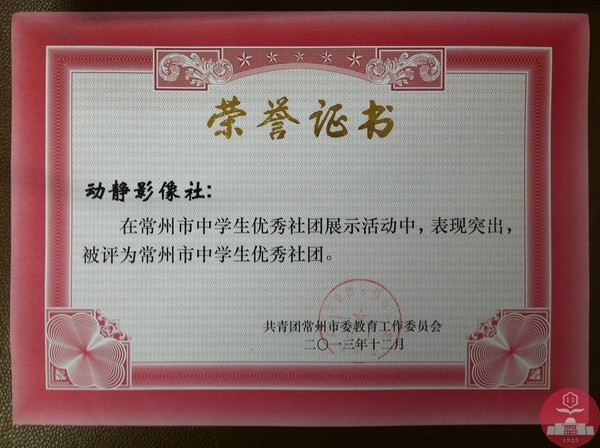 荣誉证书
动静影像社：
在常州市中学生优秀社团展示活动中，表现突出，
被评为常州市中学生优秀社团。
共青团常州市委教育工作委员会
二〇一三年十二月
1925